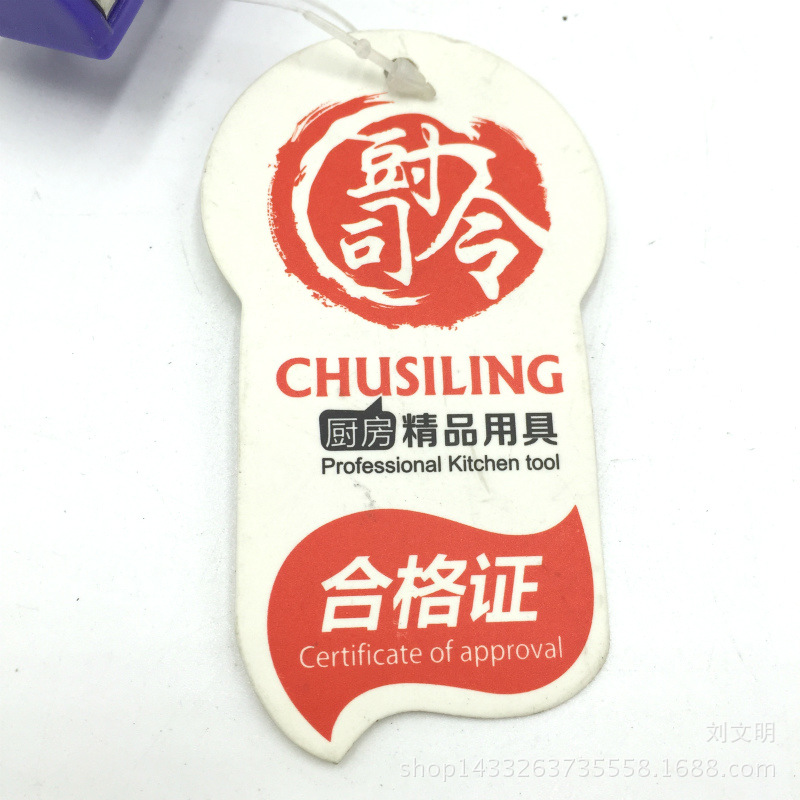 厨司令
CHUSILING
厨房精品用具
Professional Kitchen tool
合格证
Certificate of approval
刘文明
shop1433263735558.1688.com